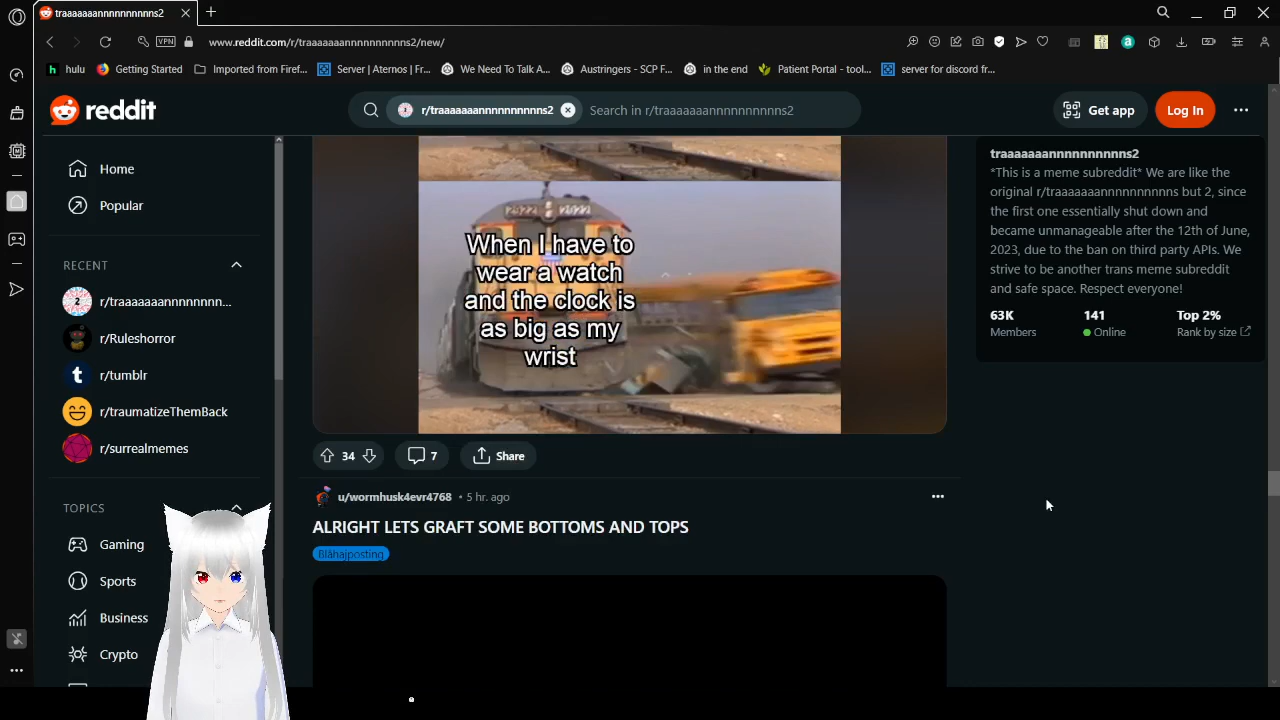 traaaaaaannnnnnnnnns2
VPN
www.reddit.com/r/traaaaaaannnnnnnnnns2/new/
hulu
Getting Started
Imported from Firef...
Server | Aternos | Fr...
We Need To Talk A...
Austringers - SCP F...
in the end
Patient Portal - tool...
server for discord fr...
reddit
r/traaaaaaannnnnnnnnns2
Search in r/traaaaaaannnnnnnnnns2
Get app
Log In
Home
Popular
RECENT
r/traaaaaaannnnnnn...
r/Ruleshorror
r/tumblr
r/traumatizeThemBack
r/surrealmemes
TOPICS
Gaming
Sports
Business
Crypto
2922 2022
When I have to
wear a watch
and the clock is
as big as my
wrist
34
7
Share
u/wormhusk4evr4768 • 5 hr. ago
ALRIGHT LETS GRAFT SOME BOTTOMS AND TOPS
Blåhajposting
traaaaaaannnnnnnnnns2
*This is a meme subreddit* We are like the
original r/traaaaaaannnnnnnnnns but 2, since
the first one essentially shut down and
became unmanageable after the 12th of June,
2023, due to the ban on third party APIs. We
strive to be another trans meme subreddit
and safe space. Respect everyone!
63K
Members
141
Online
Top 2%
Rank by size